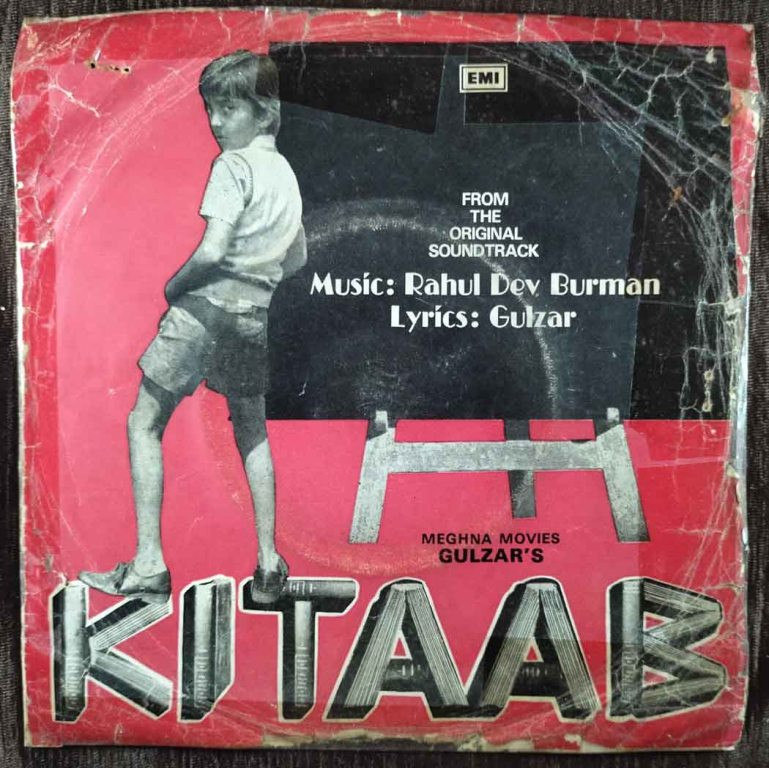 EMI
FROM
THE
ORIGINAL
SOUNDTRACK
Music: Rahul Dev Burman
Lyrics: Gulzar
MEGHNA MOVIES
GULZAR'S
KITAAB